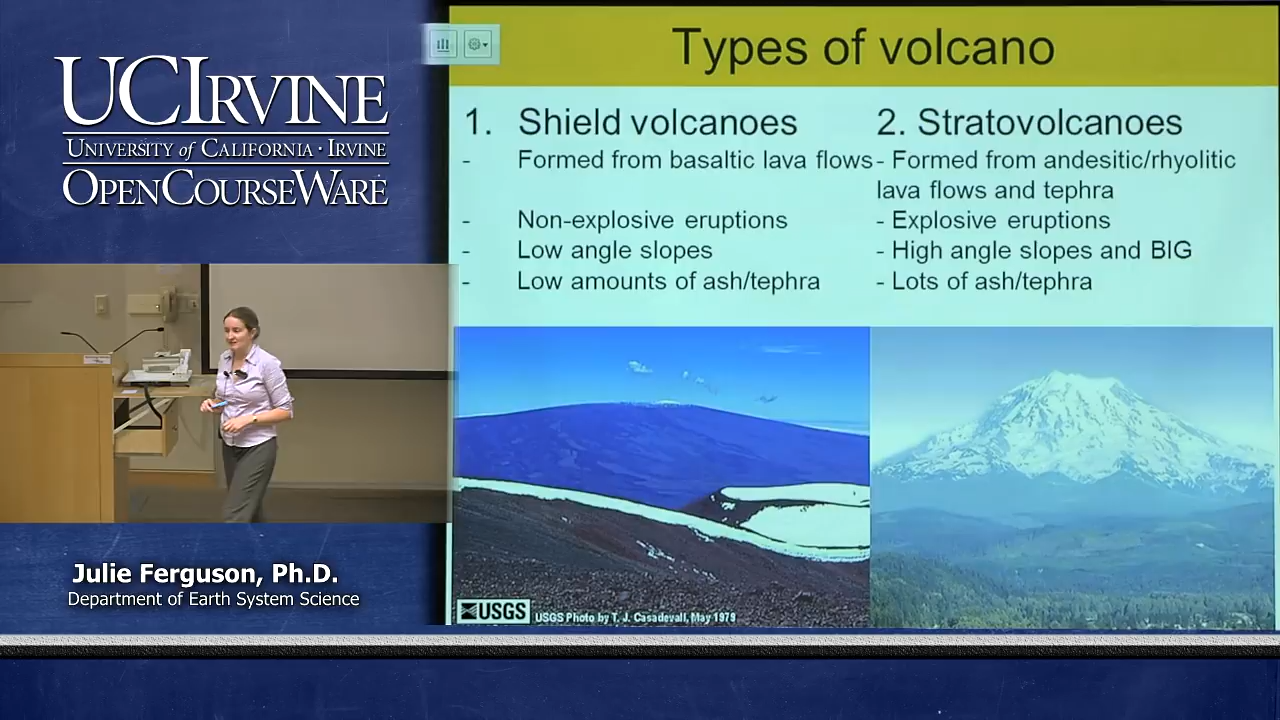 UCIRVINE
UNIVERSITY of CALIFORNIA · IRVINE
OPENCOURSEWARE
Julie Ferguson, Ph.D.
Department of Earth System Science
Types of volcano
1. Shield volcanoes
- Formed from basaltic lava flows
- Non-explosive eruptions
- Low angle slopes
- Low amounts of ash/tephra
2. Stratovolcanoes
- Formed from andesitic/rhyolitic
lava flows and tephra
- Explosive eruptions
- High angle slopes and BIG
- Lots of ash/tephra
USGS
USGS Photo by T. J. Casadevall, May 1979